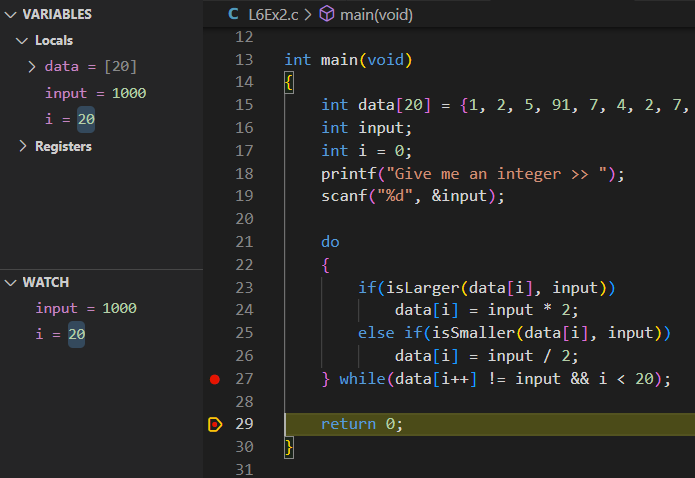 VARIABLES
Locals
data = [20]
input = 1000
i = 20
Registers
WATCH
input = 1000
i = 20
C L6Ex2.c > main(void)
12
13 int main(void)
14 {
15 int data[20] = {1, 2, 5, 91, 7, 4, 2, 7,
16 int input;
17 int i = 0;
18 printf("Give me an integer >> ");
19 scanf("%d", &input);
20
21 do
22 {
23 if(isLarger(data[i], input))
24 data[i] = input * 2;
25 else if(isSmaller(data[i], input))
26 data[i] = input / 2;
27 } while(data[i++] != input && i < 20);
28
29 return 0;
30 }
31